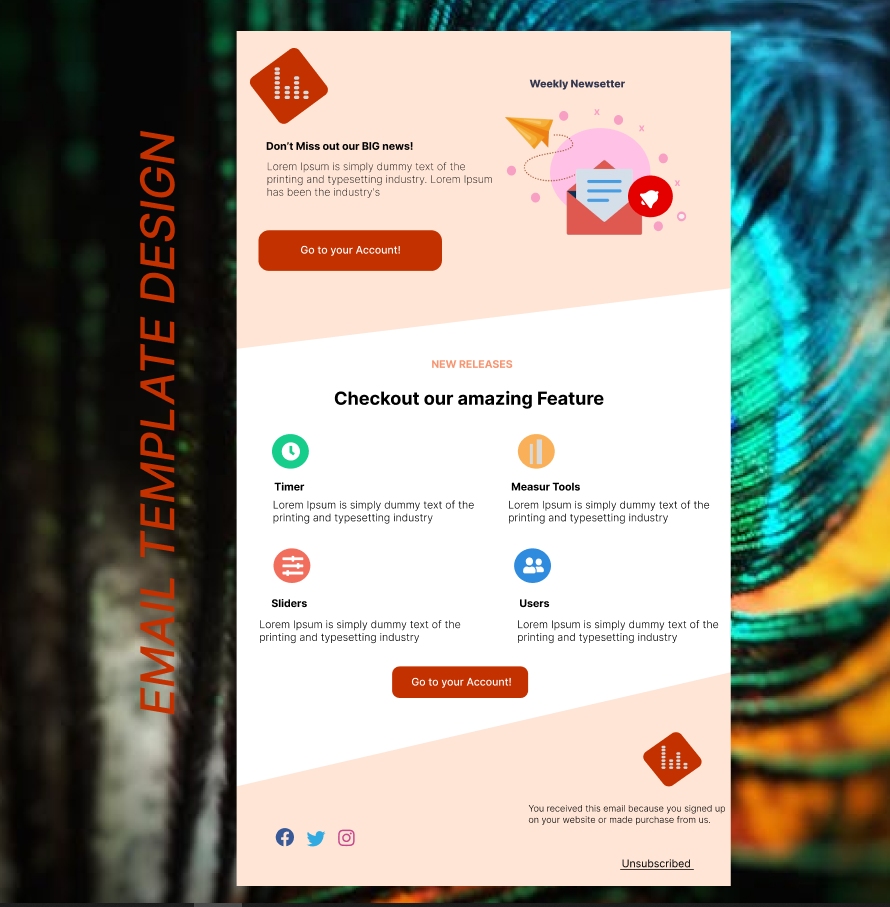 EMAIL TEMPLATE DESIGN
Weekly Newsetter
Don't Miss out our BIG news!
Lorem Ipsum is simply dummy text of the
printing and typesetting industry. Lorem Ipsum
has been the industry's
Go to your Account!
NEW RELEASES
Checkout our amazing Feature
Timer
Lorem Ipsum is simply dummy text of the
printing and typesetting industry
Measur Tools
Lorem Ipsum is simply dummy text of the
printing and typesetting industry
Sliders
Lorem Ipsum is simply dummy text of the
printing and typesetting industry
Users
Lorem Ipsum is simply dummy text of the
printing and typesetting industry
Go to your Account!
You received this email because you signed up
on your website or made purchase from us.
Unsubscribed